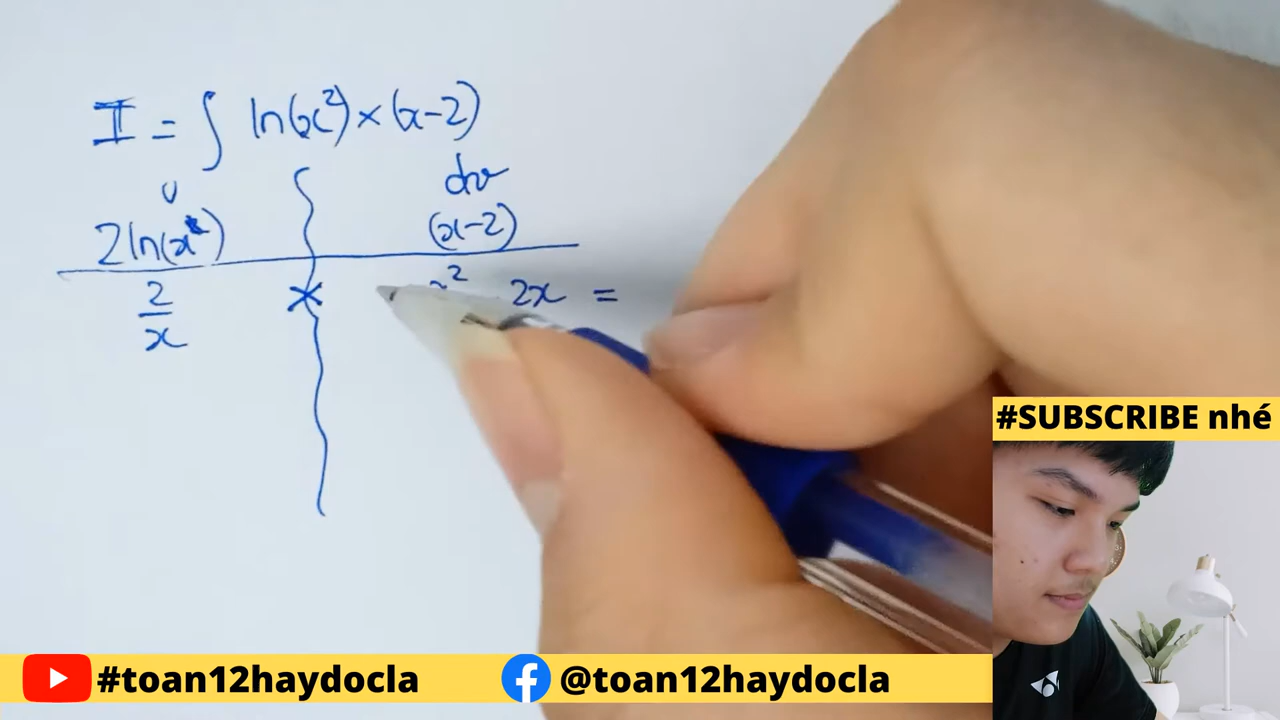 I = ∫ ln(x²) × (x-2)
u dv
2ln(x) (x-2)
2/x x² 2x =
#SUBSCRIBE nhé
#toan12haydocla
@toan12haydocla